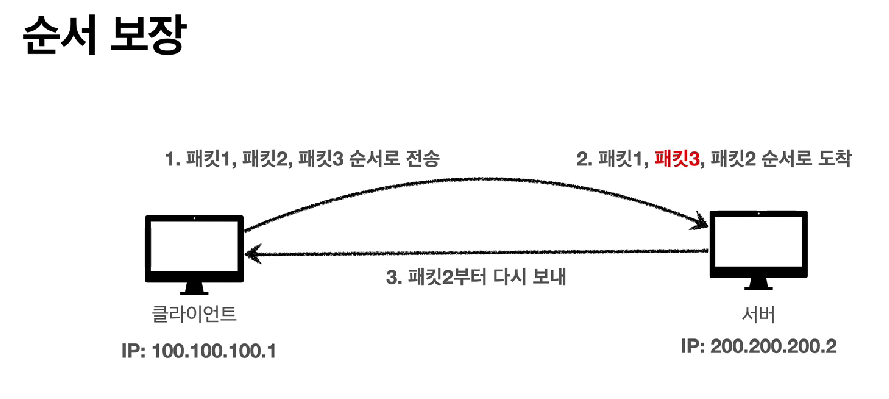 순서 보장
1. 패킷1, 패킷2, 패킷3 순서로 전송
2. 패킷1, 패킷3, 패킷2 순서로 도착
3. 패킷2부터 다시 보내
클라이언트
서버
IP: 100.100.100.1
IP: 200.200.200.2